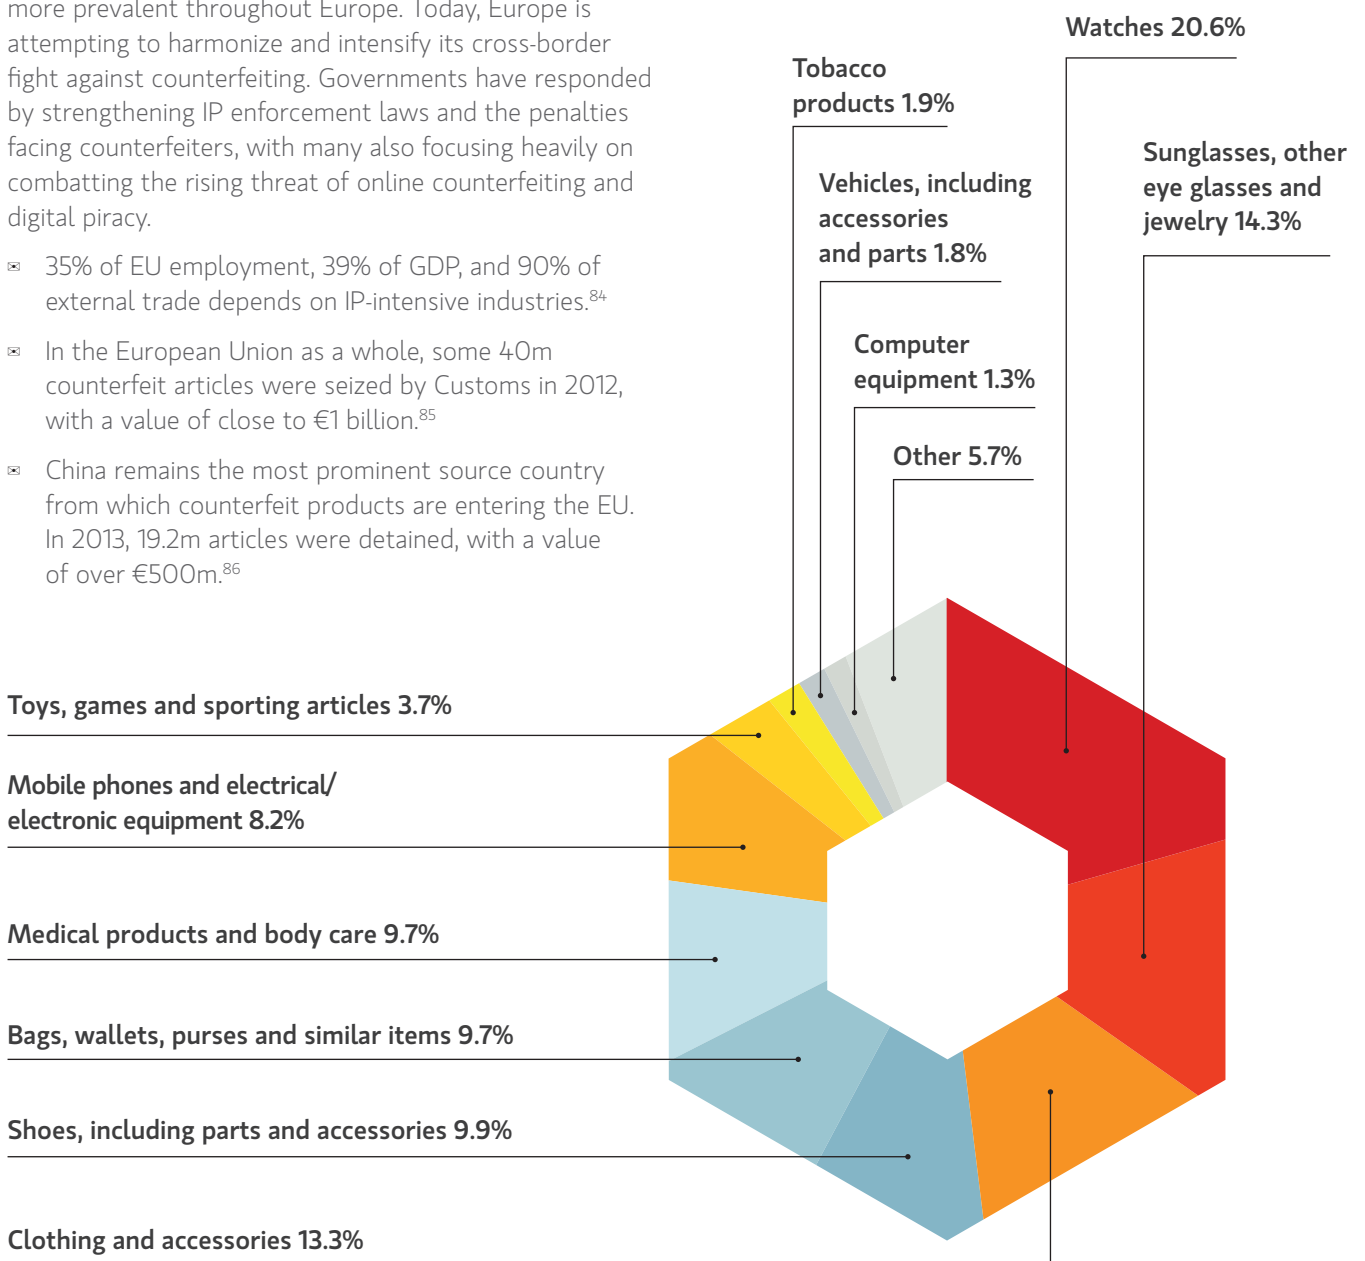 more prevalent throughout Europe. Today, Europe is
attempting to harmonize and intensify its cross-border
fight against counterfeiting. Governments have responded
by strengthening IP enforcement laws and the penalties
facing counterfeiters, with many also focusing heavily on
combatting the rising threat of online counterfeiting and
digital piracy.
35% of EU employment, 39% of GDP, and 90% of
external trade depends on IP-intensive industries.84
In the European Union as a whole, some 40m
counterfeit articles were seized by Customs in 2012,
with a value of close to €1 billion.85
China remains the most prominent source country
from which counterfeit products are entering the EU.
In 2013, 19.2m articles were detained, with a value
of over €500m.86
Watches 20.6%
Tobacco
products 1.9%
Sunglasses, other
eye glasses and
jewelry 14.3%
Vehicles, including
accessories
and parts 1.8%
Computer
equipment 1.3%
Other 5.7%
Toys, games and sporting articles 3.7%
Mobile phones and electrical/
electronic equipment 8.2%
Medical products and body care 9.7%
Bags, wallets, purses and similar items 9.7%
Shoes, including parts and accessories 9.9%
Clothing and accessories 13.3%